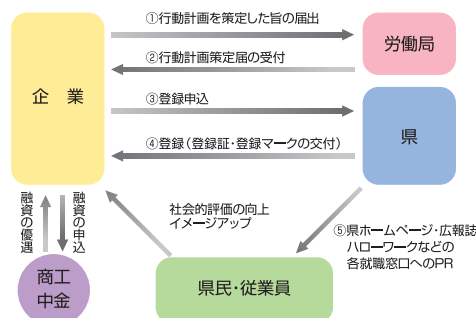 ①行動計画を策定した旨の届出
労働局
②行動計画策定届の受付
企　業
③登録申込
県
④登録（登録証・登録マークの交付）
融資の優遇
融資の申込
社会的評価の向上
イメージアップ
⑤県ホームページ・広報誌
ハローワークなどの
各就職窓口へのPR
商工
中金
県民・従業員